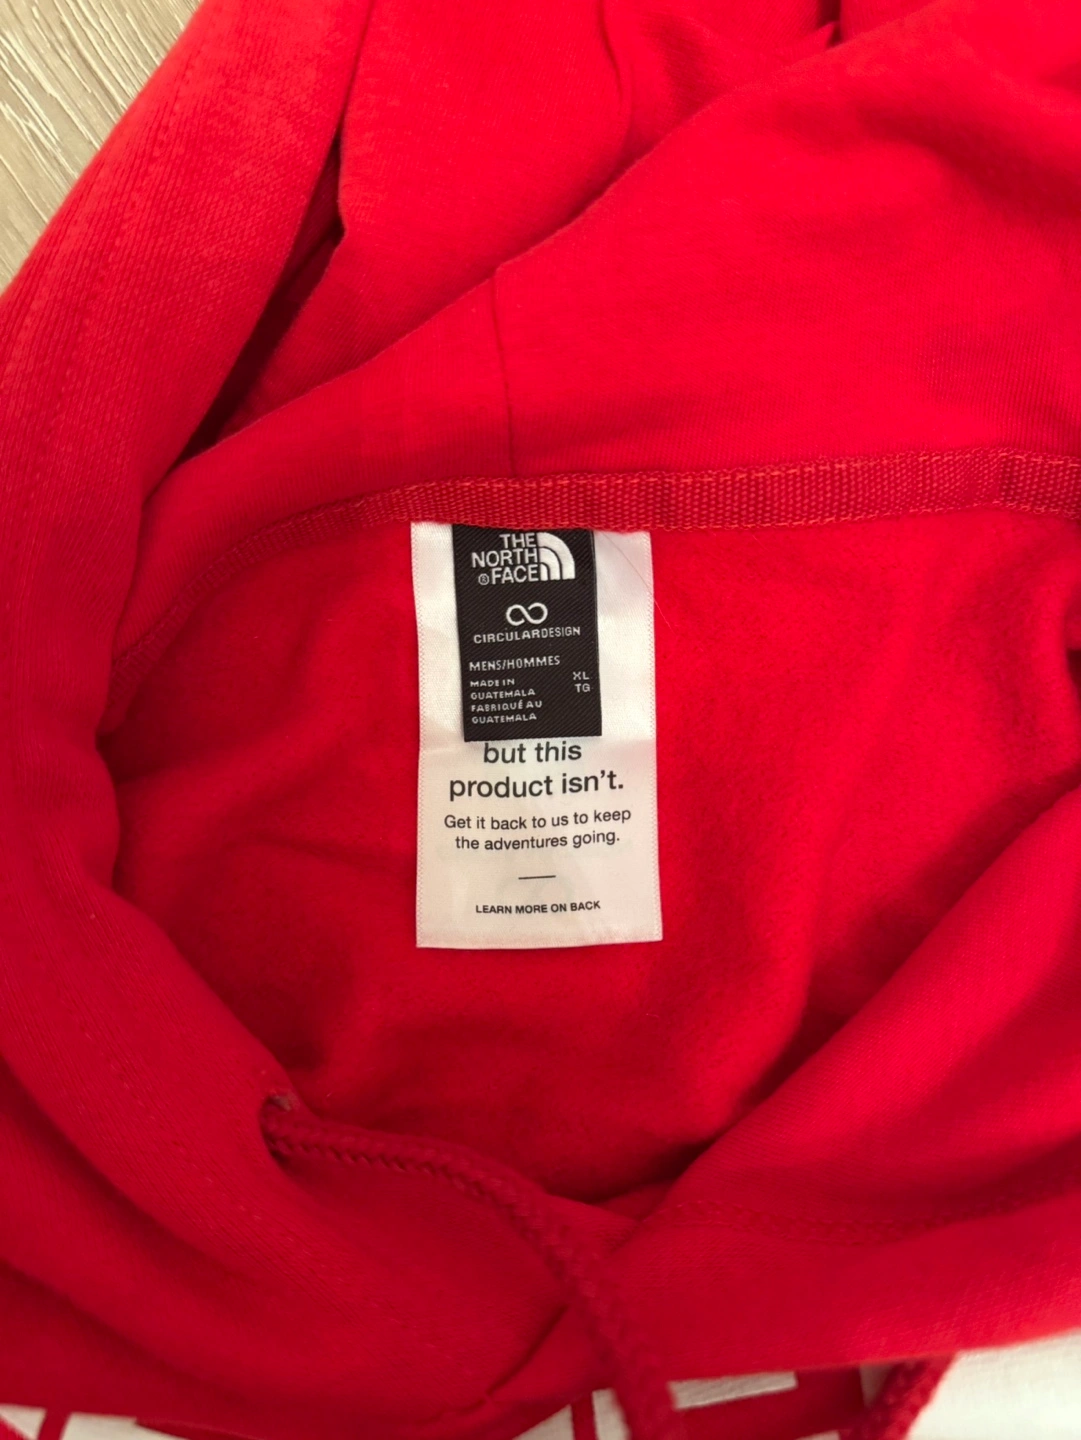 THE
NORTH
®FACE
CIRCULARDESIGN
MENS/HOMMES
XL
TG
MADE IN
GUATEMALA
FABRIQUÉ AU
GUATEMALA
but this
product isn't.
Get it back to us to keep
the adventures going.
LEARN MORE ON BACK